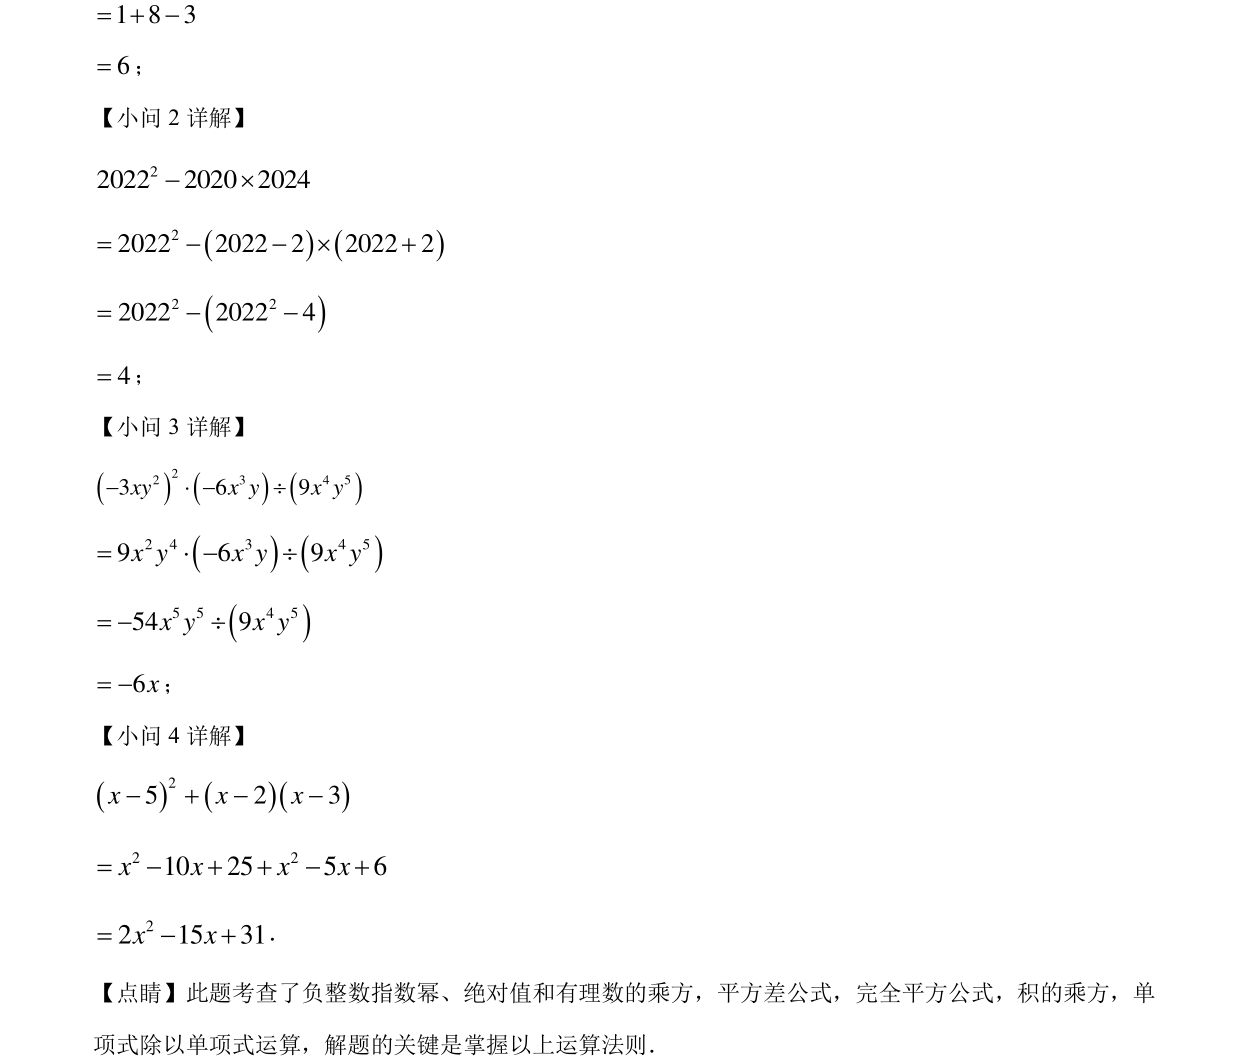 =1+8−3
=6；
【小问 2 详解】
2022²−2020×2024
=2022²−(2022−2)×(2022+2)
=2022²−(2022²−4)
=4；
【小问 3 详解】
(−3xy²)²·(−6x³y)÷(9x⁴y⁵)
=9x²y⁴·(−6x³y)÷(9x⁴y⁵)
=−54x⁵y⁵÷(9x⁴y⁵)
=−6x；
【小问 4 详解】
(x−5)²+(x−2)(x−3)
=x²−10x+25+x²−5x+6
=2x²−15x+31．
【点睛】此题考查了负整数指数幂、绝对值和有理数的乘方，平方差公式，完全平方公式，积的乘方，单
项式除以单项式运算，解题的关键是掌握以上运算法则．